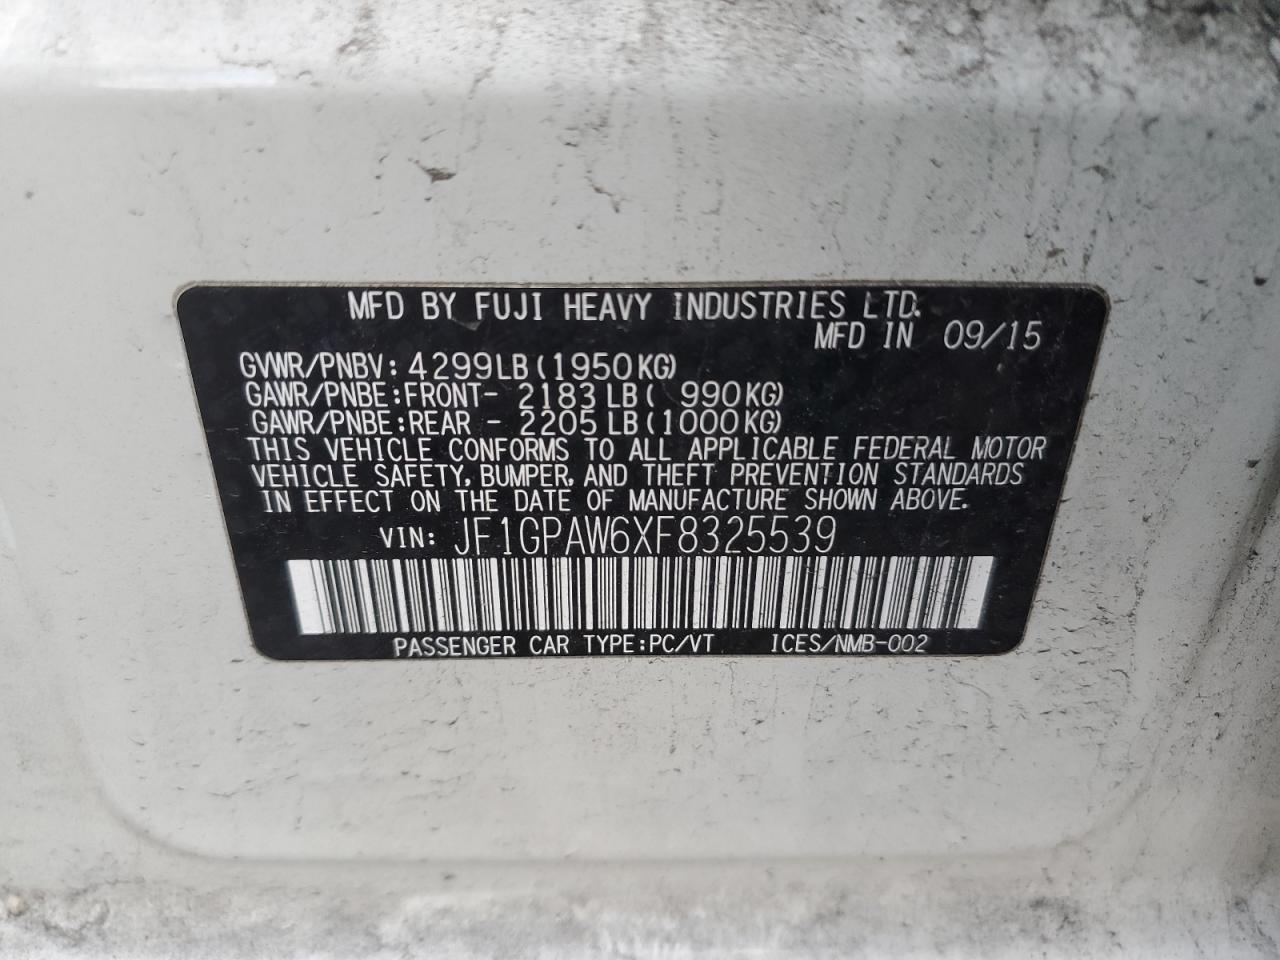 MFD BY FUJI HEAVY INDUSTRIES LTD.
MFD IN 09/15
GVWR/PNBV: 4299LB(1950KG)
GAWR/PNBE:FRONT- 2183LB( 990KG)
GAWR/PNBE:REAR - 2205LB(1000KG)
THIS VEHICLE CONFORMS TO ALL APPLICABLE FEDERAL MOTOR
VEHICLE SAFETY, BUMPER, AND THEFT PREVENTION STANDARDS
IN EFFECT ON THE DATE OF MANUFACTURE SHOWN ABOVE.
VIN: JF1GPAW6XF8325539
PASSENGER CAR TYPE:PC/VT ICES/NMB-002